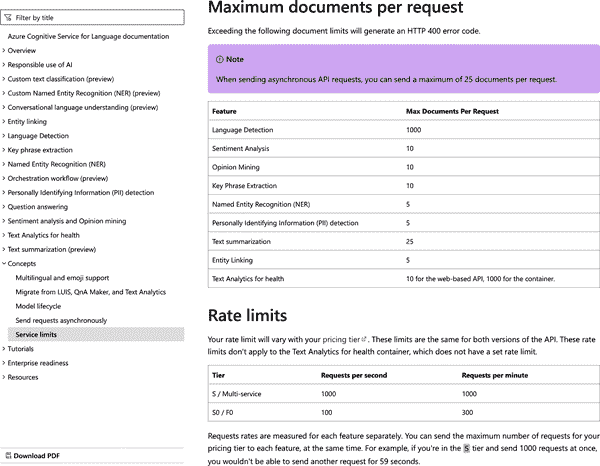 Filter by title
Azure Cognitive Service for Language documentation
Overview
Responsible use of AI
Custom text classification (preview)
Custom Named Entity Recognition (NER) (preview)
Conversational language understanding (preview)
Entity linking
Language Detection
Key phrase extraction
Named Entity Recognition (NER)
Orchestration workflow (preview)
Personally Identifying Information (PII) detection
Question answering
Sentiment analysis and Opinion mining
Text Analytics for health
Text summarization (preview)
Concepts
Multilingual and emoji support
Migrate from LUIS, QnA Maker, and Text Analytics
Model lifecycle
Send requests asynchronously
Service limits
Tutorials
Enterprise readiness
Resources
Download PDF
Maximum documents per request
Exceeding the following document limits will generate an HTTP 400 error code.
Note
When sending asynchronous API requests, you can send a maximum of 25 documents per request.
Feature Max Documents Per Request
Language Detection 1000
Sentiment Analysis 10
Opinion Mining 10
Key Phrase Extraction 10
Named Entity Recognition (NER) 5
Personally Identifying Information (PII) detection 5
Text summarization 25
Entity Linking 5
Text Analytics for health 10 for the web-based API, 1000 for the container.
Rate limits
Your rate limit will vary with your pricing tier . These limits are the same for both versions of the API. These rate
limits don't apply to the Text Analytics for health container, which does not have a set rate limit.
Tier Requests per second Requests per minute
S / Multi-service 1000 1000
S0 / F0 100 300
Requests rates are measured for each feature separately. You can send the maximum number of requests for your
pricing tier to each feature, at the same time. For example, if you're in the S tier and send 1000 requests at once,
you wouldn't be able to send another request for 59 seconds.